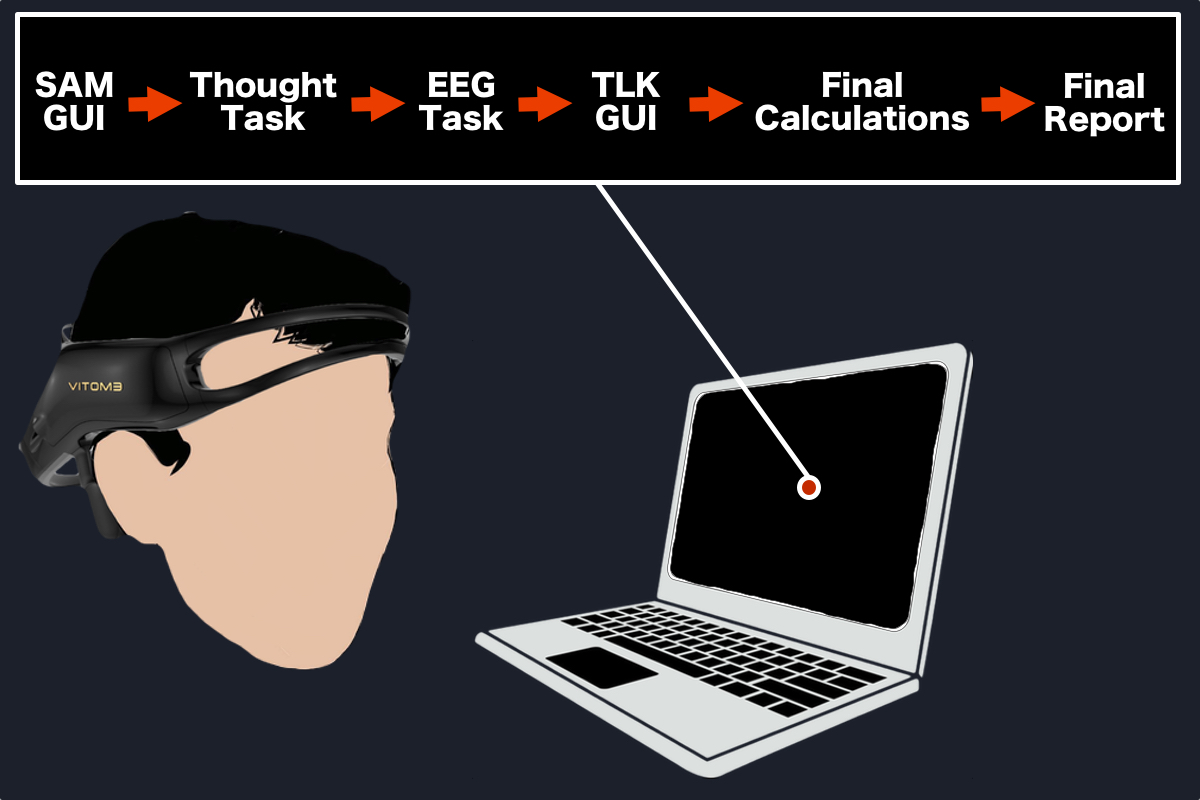 SAM
GUI
Thought
Task
EEG
Task
TLK
GUI
Final
Calculations
Final
Report
VITOM3